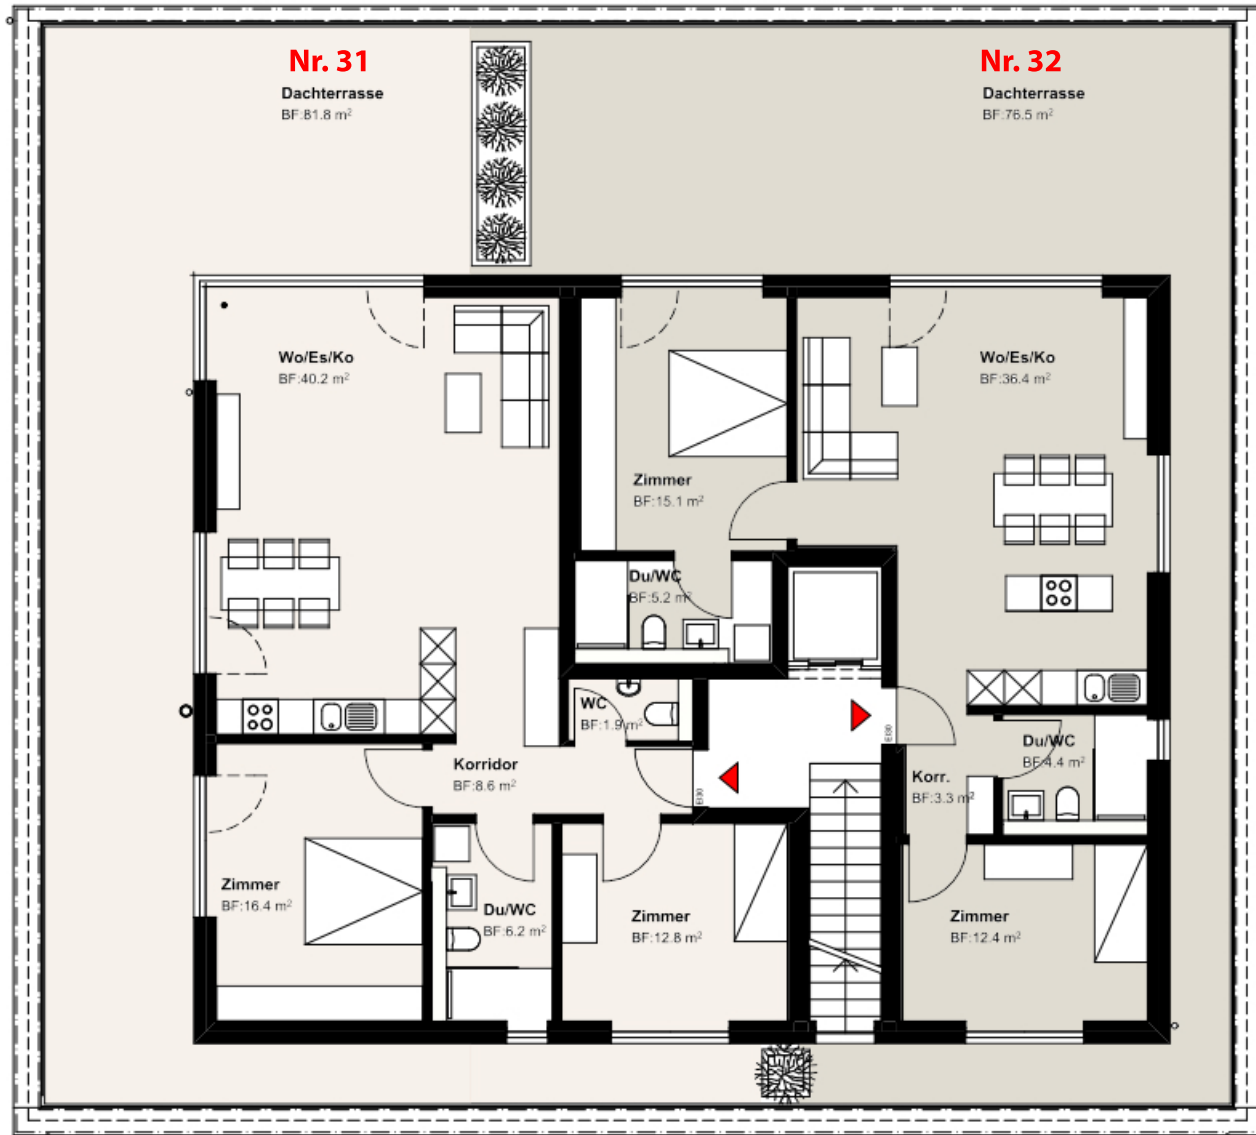 Nr. 31
Dachterrasse
BF:81.8 m²
Nr. 32
Dachterrasse
BF:76.5 m²
Wo/Es/Ko
BF:40.2 m²
Wo/Es/Ko
BF:36.4 m²
Zimmer
BF:15.1 m²
Du/WC
BF:5.2 m²
WC
BF:1.9 m²
EI30
Du/WC
BF:4.4 m²
Korridor
BF:8.6 m²
Korr.
BF:3.3 m²
EI30
Zimmer
BF:16.4 m²
Du/WC
BF:6.2 m²
Zimmer
BF:12.8 m²
Zimmer
BF:12.4 m²